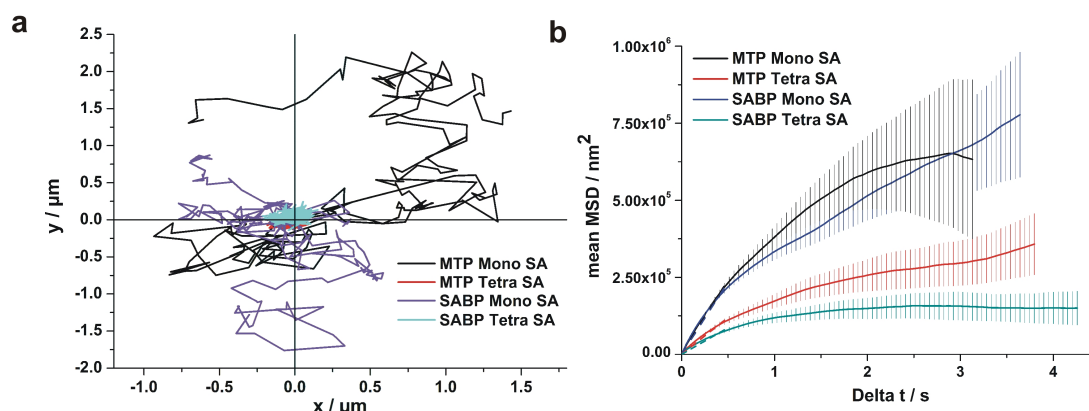 a
2.5
2.0
1.5
1.0
0.5
0.0
-0.5
-1.0
-1.5
-2.0
y / µm
-1.0
-0.5
0.0
0.5
1.0
1.5
x / µm
MTP Mono SA
MTP Tetra SA
SABP Mono SA
SABP Tetra SA
b
1.00x10⁶
7.50x10⁵
5.00x10⁵
2.50x10⁵
0.00
mean MSD / nm²
MTP Mono SA
MTP Tetra SA
SABP Mono SA
SABP Tetra SA
0
1
2
3
4
Delta t / s